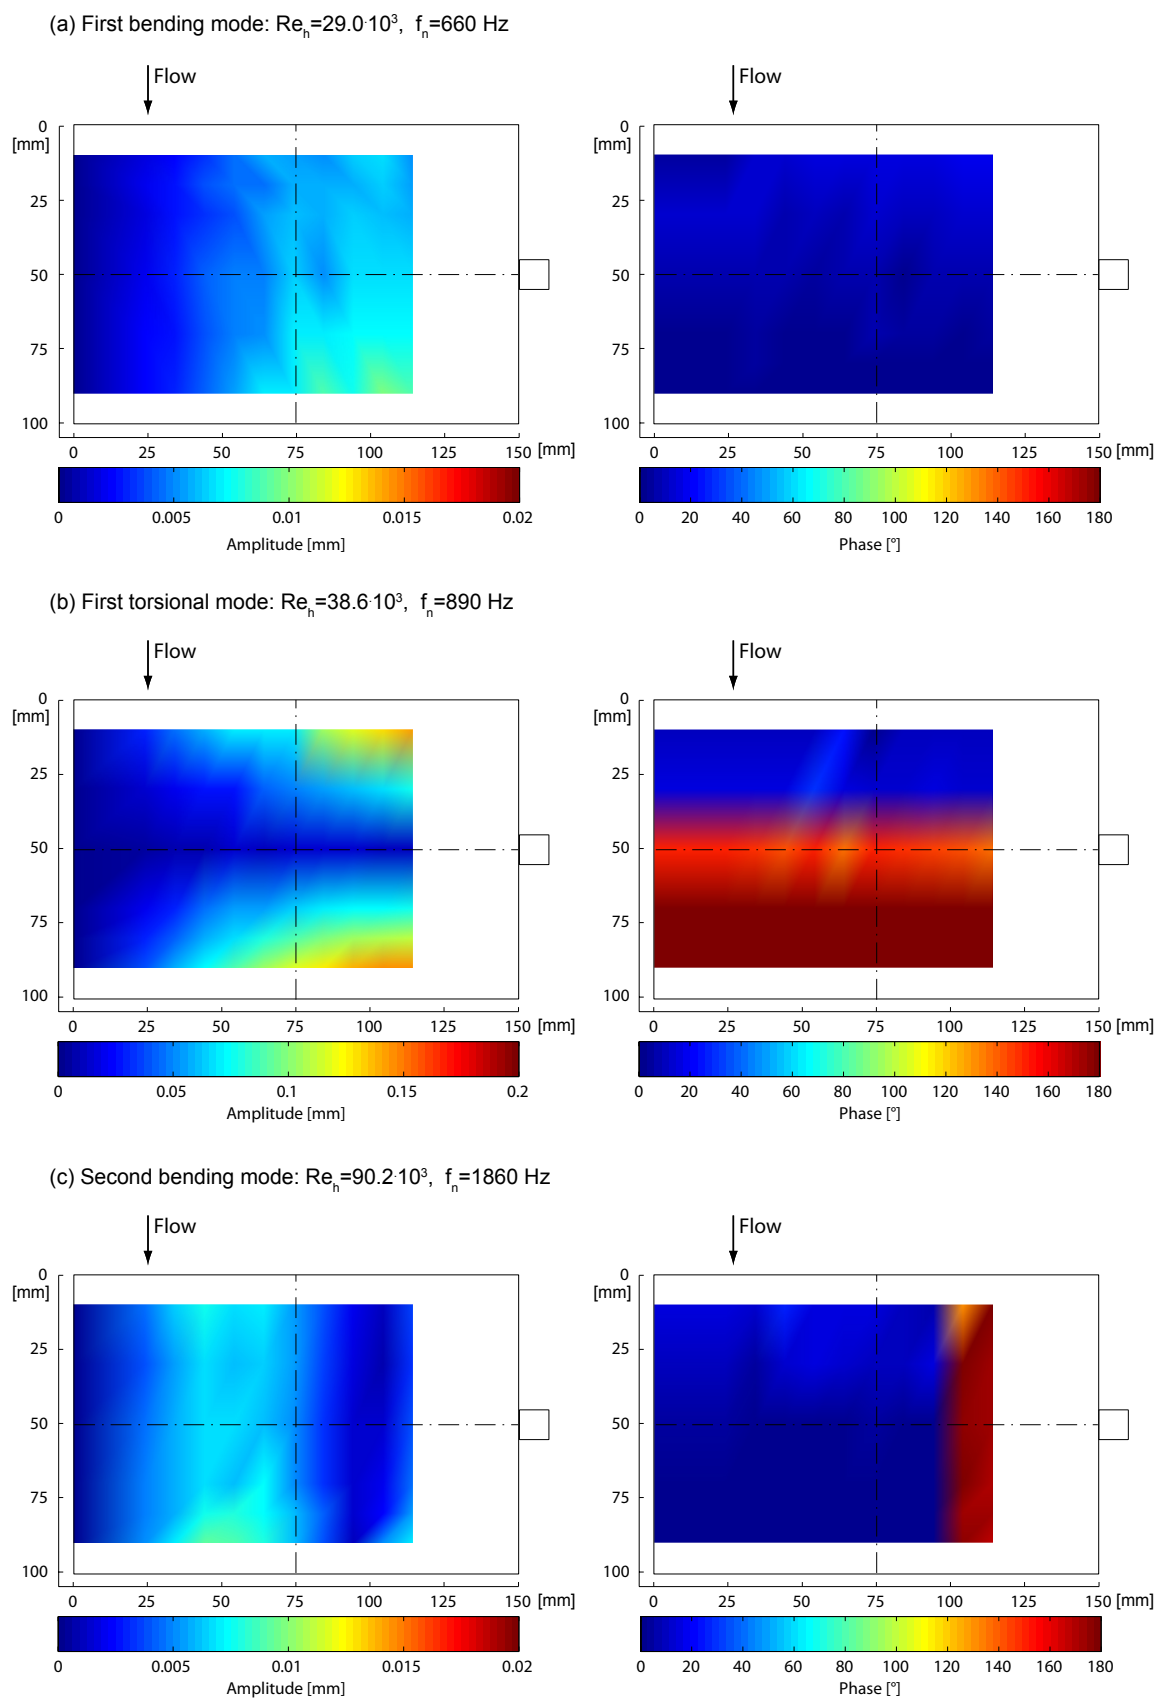 (a) First bending mode: Reₕ=29.0·10³, fₙ=660 Hz
Flow Flow
0 0
[mm] [mm]
25 25
50 50
75 75
100 100
0 25 50 75 100 125 150 [mm] 0 25 50 75 100 125 150 [mm]
0 0.005 0.01 0.015 0.02 0 20 40 60 80 100 120 140 160 180
Amplitude [mm] Phase [°]
(b) First torsional mode: Reₕ=38.6·10³, fₙ=890 Hz
Flow Flow
0 0
[mm] [mm]
25 25
50 50
75 75
100 100
0 25 50 75 100 125 150 [mm] 0 25 50 75 100 125 150 [mm]
0 0.05 0.1 0.15 0.2 0 20 40 60 80 100 120 140 160 180
Amplitude [mm] Phase [°]
(c) Second bending mode: Reₕ=90.2·10³, fₙ=1860 Hz
Flow Flow
0 0
[mm] [mm]
25 25
50 50
75 75
100 100
0 25 50 75 100 125 150 [mm] 0 25 50 75 100 125 150 [mm]
0 0.005 0.01 0.015 0.02 0 20 40 60 80 100 120 140 160 180
Amplitude [mm] Phase [°]